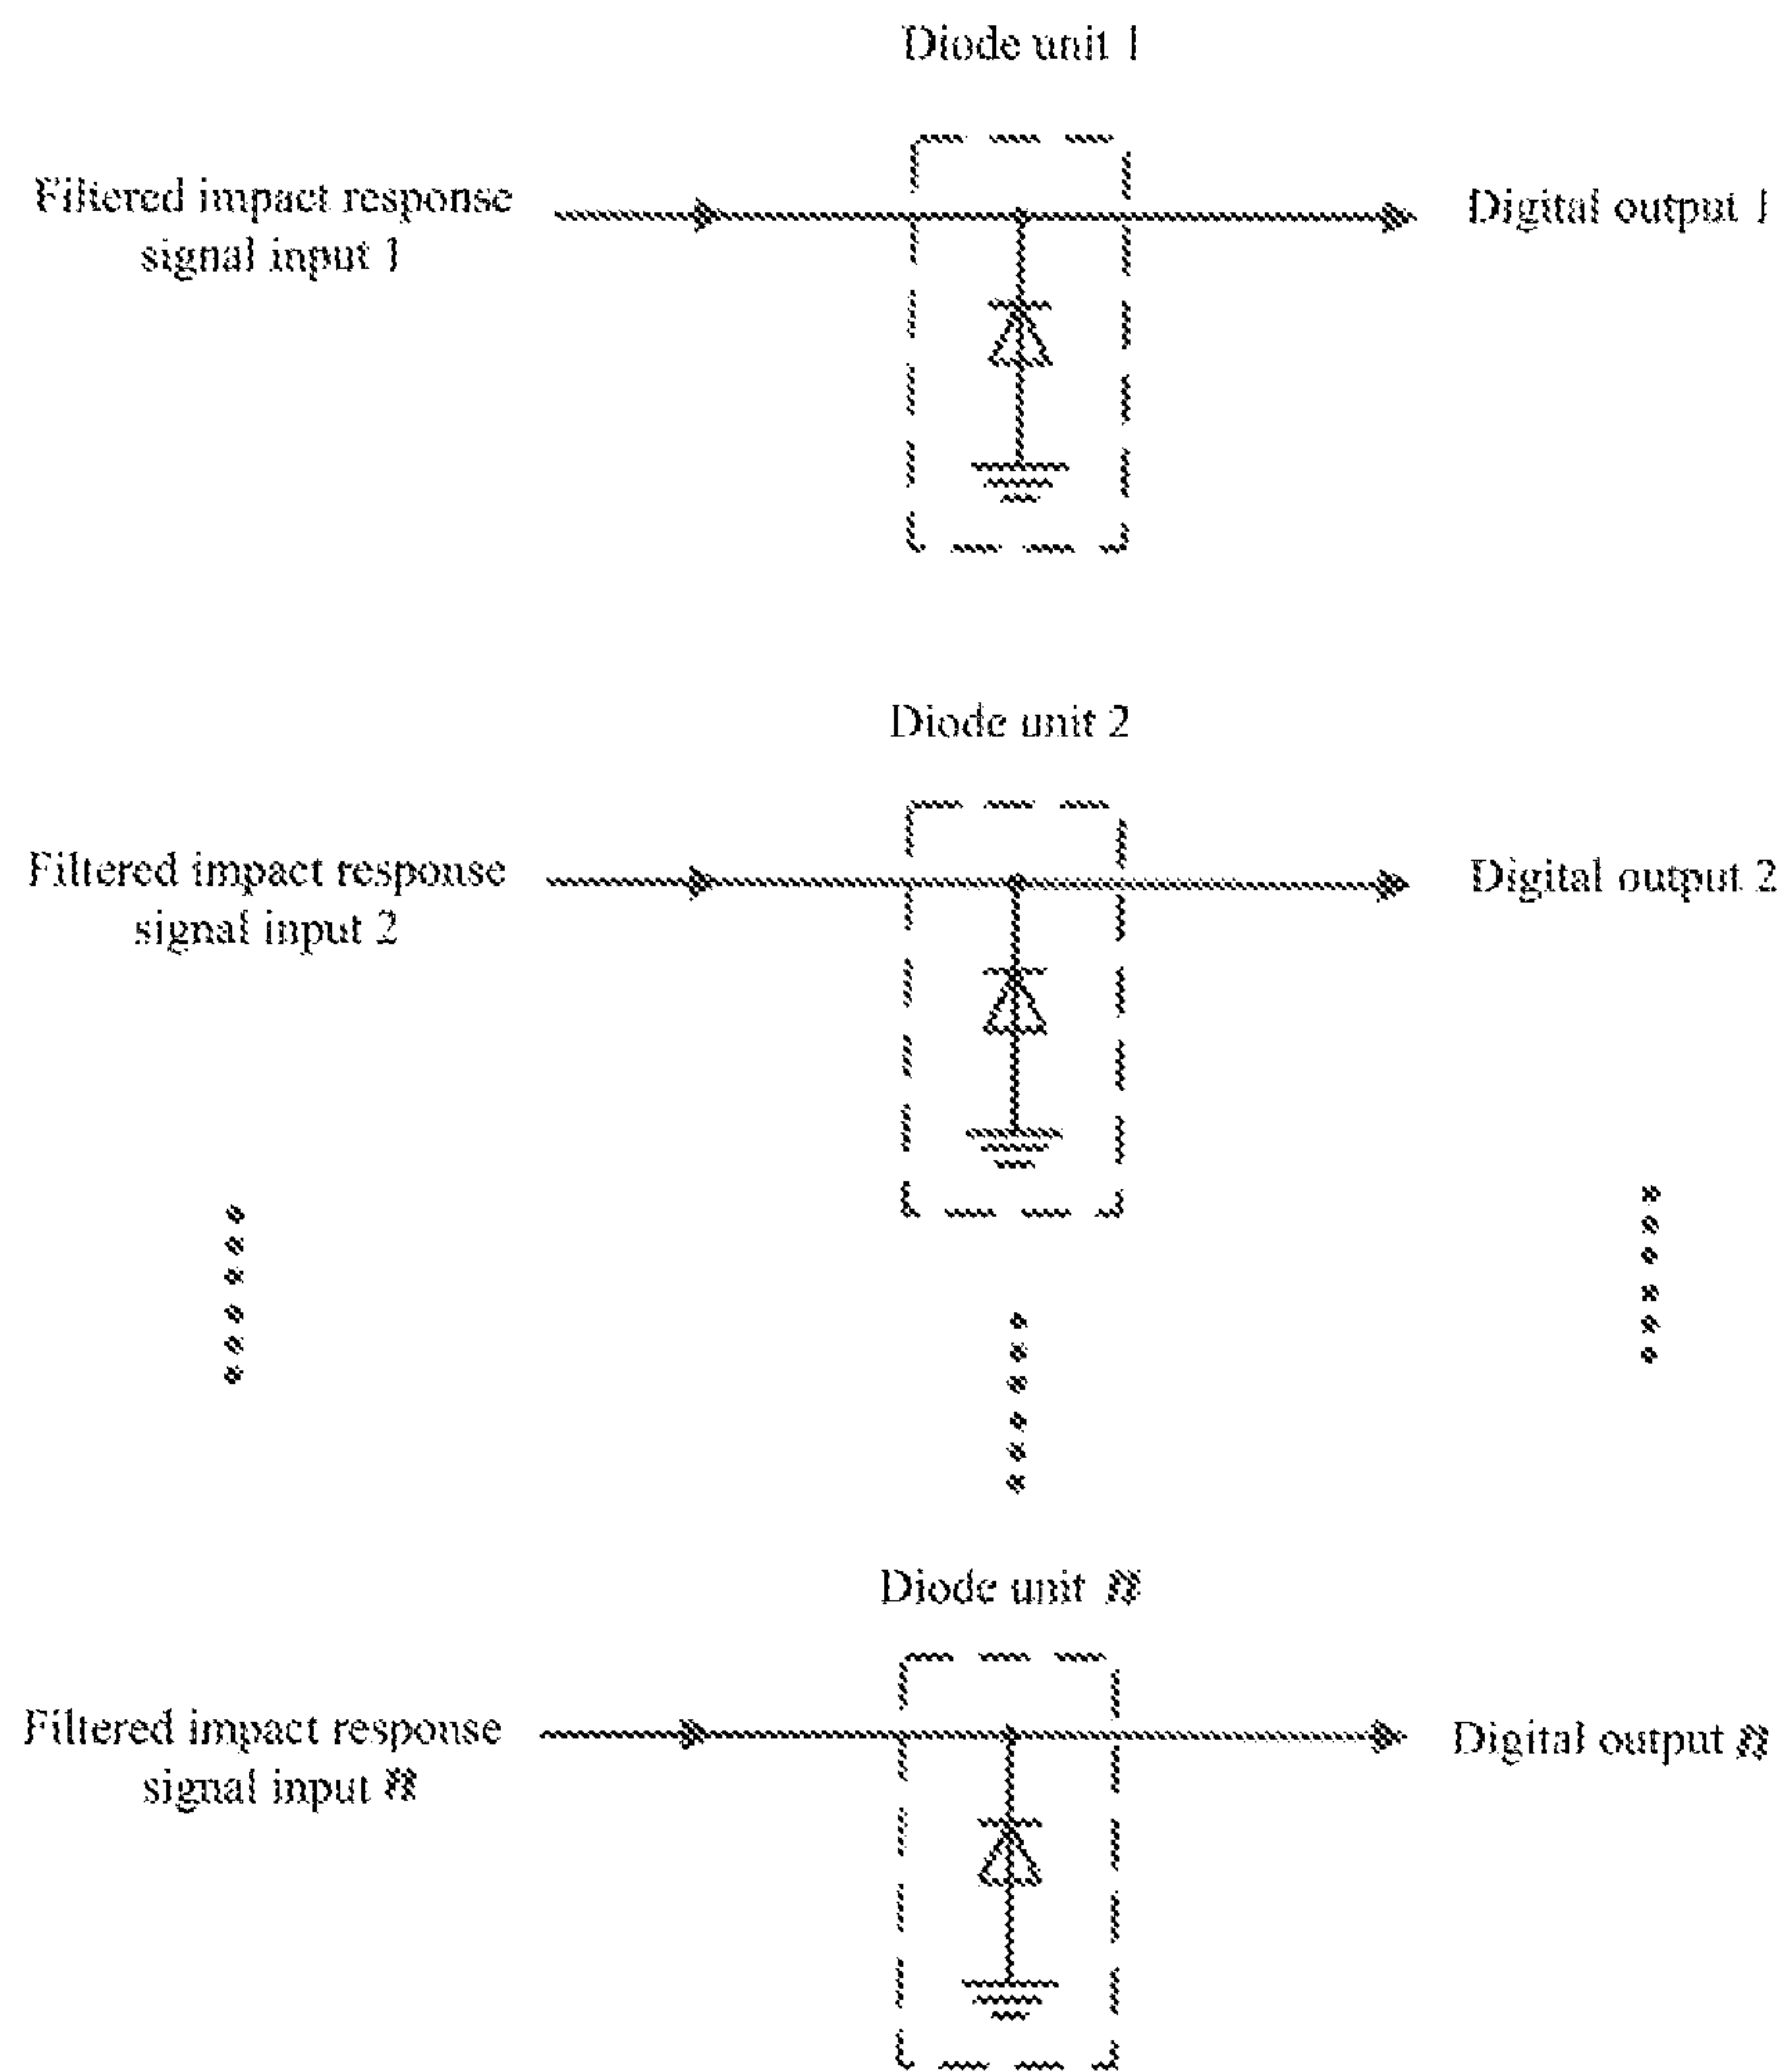 Diode unit 1
Filtered impact response
signal input 1
Digital output 1
Diode unit 2
Filtered impact response
signal input 2
Digital output 2
Diode unit
Filtered impact response
signal input
Digital output